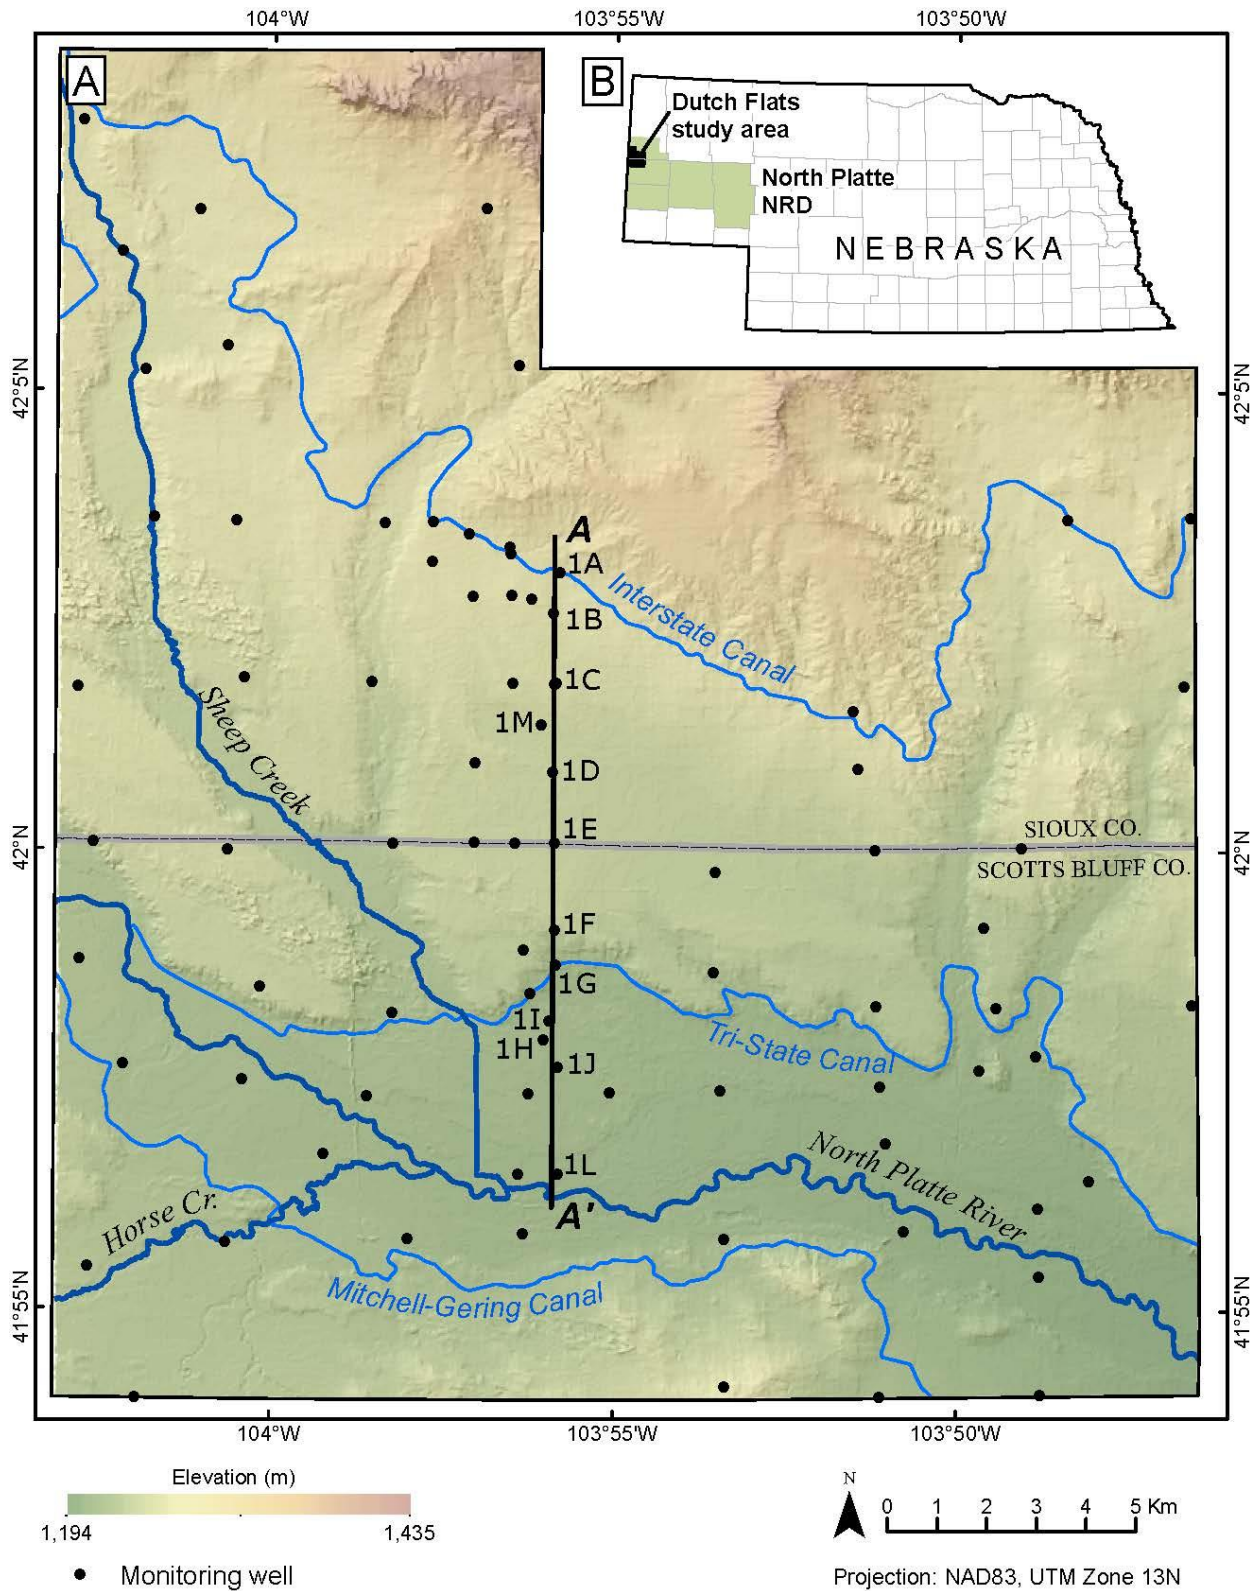 104°W
103°55'W
103°50'W
A
B
Dutch Flats
study area
North Platte
NRD
NEBRASKA
42°5'N
42°5'N
A
1A
Interstate Canal
1B
1C
1M
Sheep Creek
1D
1E
SIOUX CO.
42°N
42°N
SCOTTS BLUFF CO.
1F
1G
1I
1H
Tri-State Canal
1J
North Platte River
1L
A'
Horse Cr.
Mitchell-Gering Canal
41°55'N
41°55'N
104°W
103°55'W
103°50'W
Elevation (m)
1,194
1,435
N
0 1 2 3 4 5 Km
Monitoring well
Projection: NAD83, UTM Zone 13N